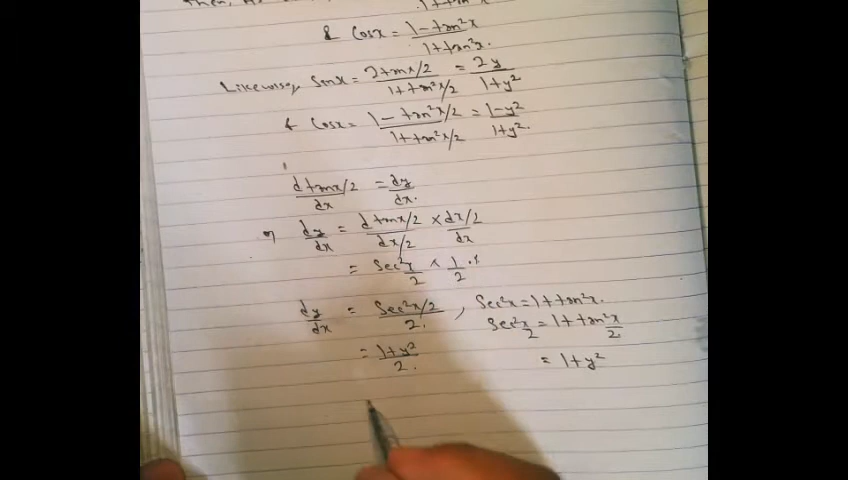 Then,
1+tan²x
& Cosx = (1-tan²x)/(1+tan²x).
Likewise, Sinx = (2tanx/2)/(1+tan²x/2) = 2y/(1+y²)
& Cosx = (1-tan²x/2)/(1+tan²x/2) = (1-y²)/(1+y²).
d tanx/2 / dx = dy/dx.
dy/dx = (d tanx/2)/(dx/2) × (dx/2)/dx
= Sec²x/2 × 1/2
dy/dx = (Sec²x/2)/2. , Sec²x = 1+tan²x.
Sec²x/2 = 1+tan²x/2
= (1+y²)/2.
= 1+y²